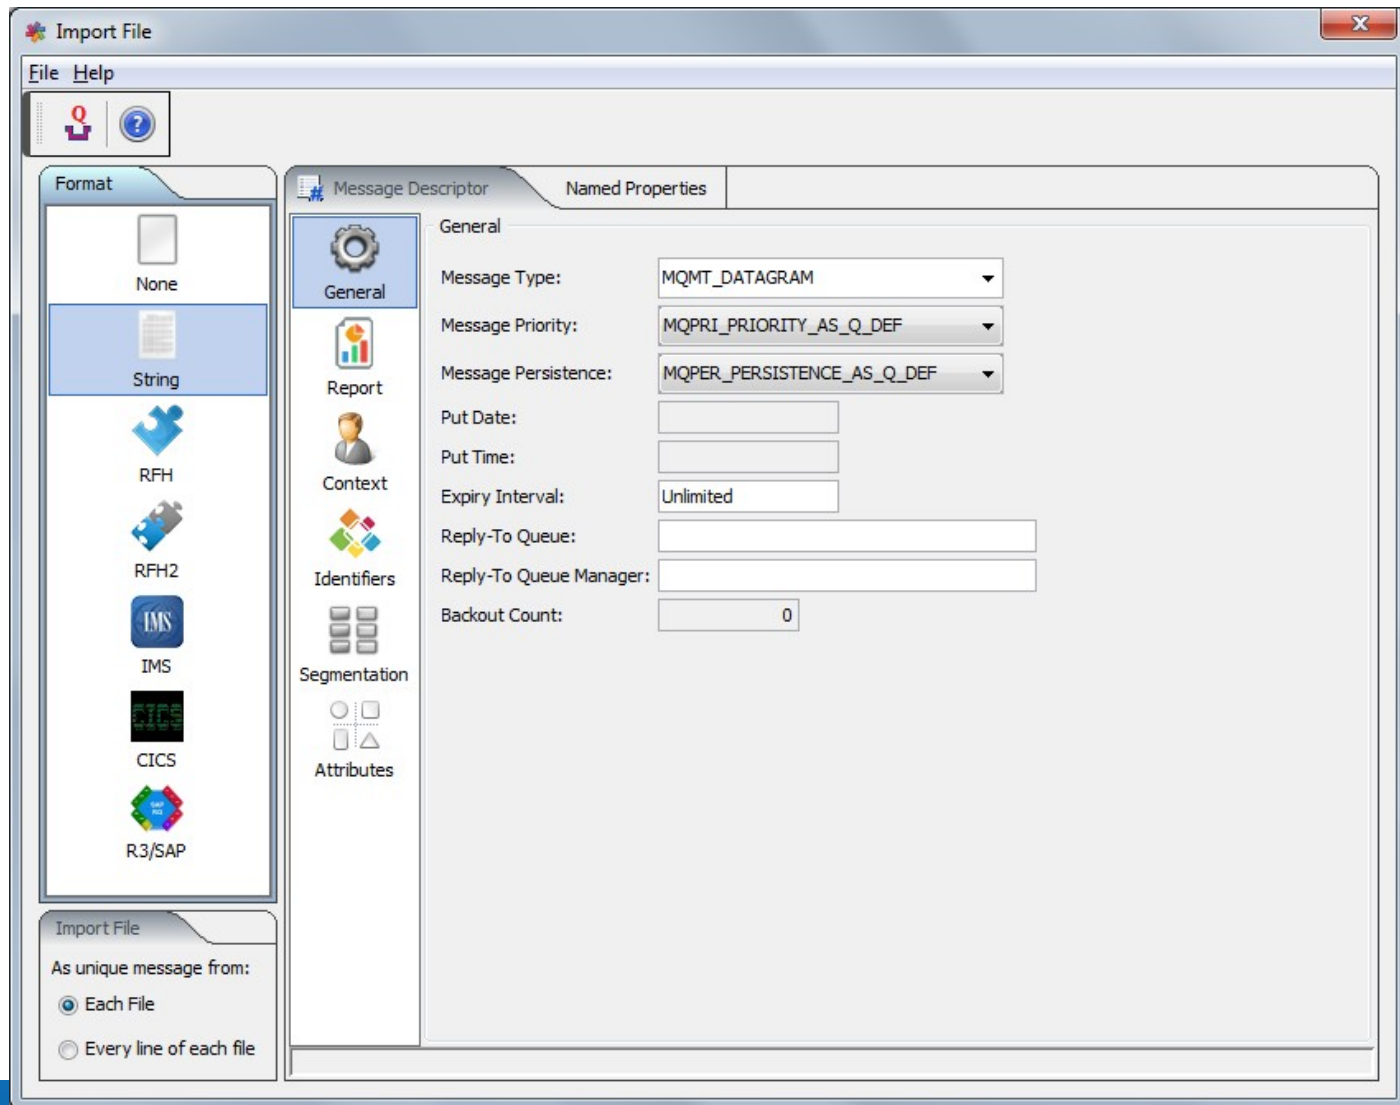 Import File
X
File Help
Q
?
Format
None
String
RFH
RFH2
IMS
IMS
CICS
CICS
SAP
R/3/SAP
Import File
As unique message from:
Each File
Every line of each file
# Message Descriptor
Named Properties
General
Report
Context
Identifiers
Segmentation
Attributes
General
Message Type: MQMT_DATAGRAM
Message Priority: MQPRI_PRIORITY_AS_Q_DEF
Message Persistence: MQPER_PERSISTENCE_AS_Q_DEF
Put Date:
Put Time:
Expiry Interval: Unlimited
Reply-To Queue:
Reply-To Queue Manager:
Backout Count: 0